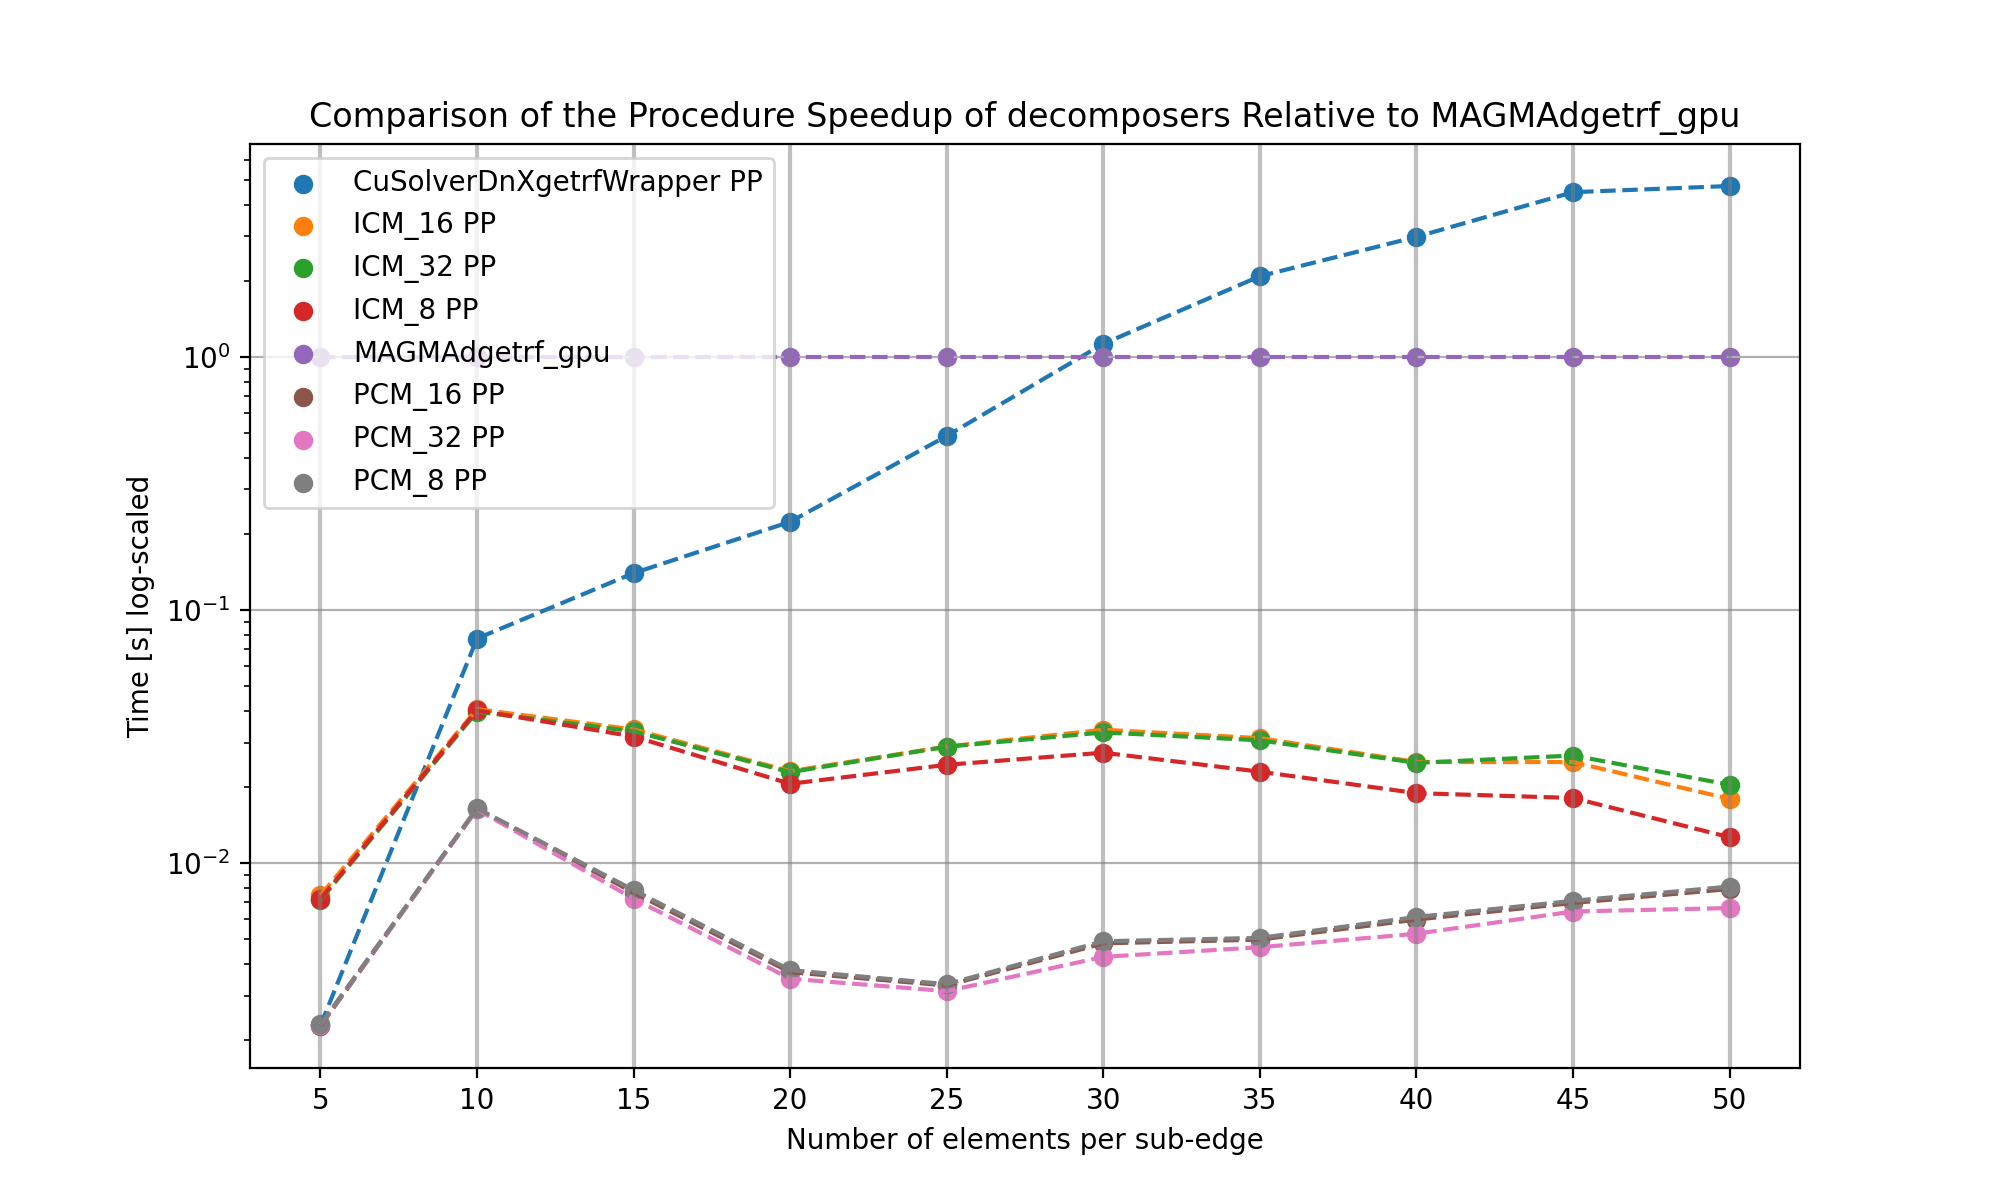 Comparison of the Procedure Speedup of decomposers Relative to MAGMAdgetrf_gpu
CuSolverDnXgetrfWrapper PP
ICM_16 PP
ICM_32 PP
ICM_8 PP
MAGMAdgetrf_gpu
PCM_16 PP
PCM_32 PP
PCM_8 PP
10⁰
10⁻¹
10⁻²
Time [s] log-scaled
5 10 15 20 25 30 35 40 45 50
Number of elements per sub-edge